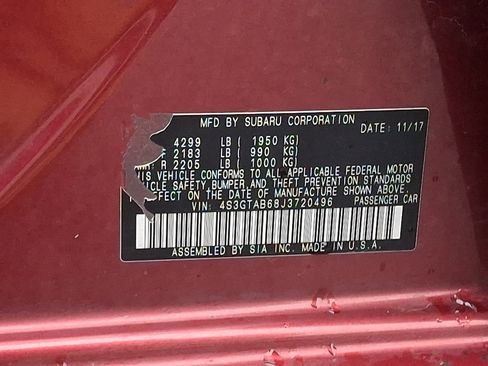 MFD BY SUBARU CORPORATION
DATE: 11/17
4299 LB ( 1950 KG)
F 2183 LB ( 990 KG)
R 2205 LB ( 1000 KG)
VEHICLE CONFORMS TO ALL APPLICABLE FEDERAL MOTOR
VEHICLE SAFETY, BUMPER, AND THEFT PREVENTION STANDARDS
EFFECT ON THE DATE OF MANUFACTURE SHOWN ABOVE.
VIN: 4S3GTAB68J3720496 PASSENGER CAR
ASSEMBLED BY SIA INC. MADE IN U.S.A.